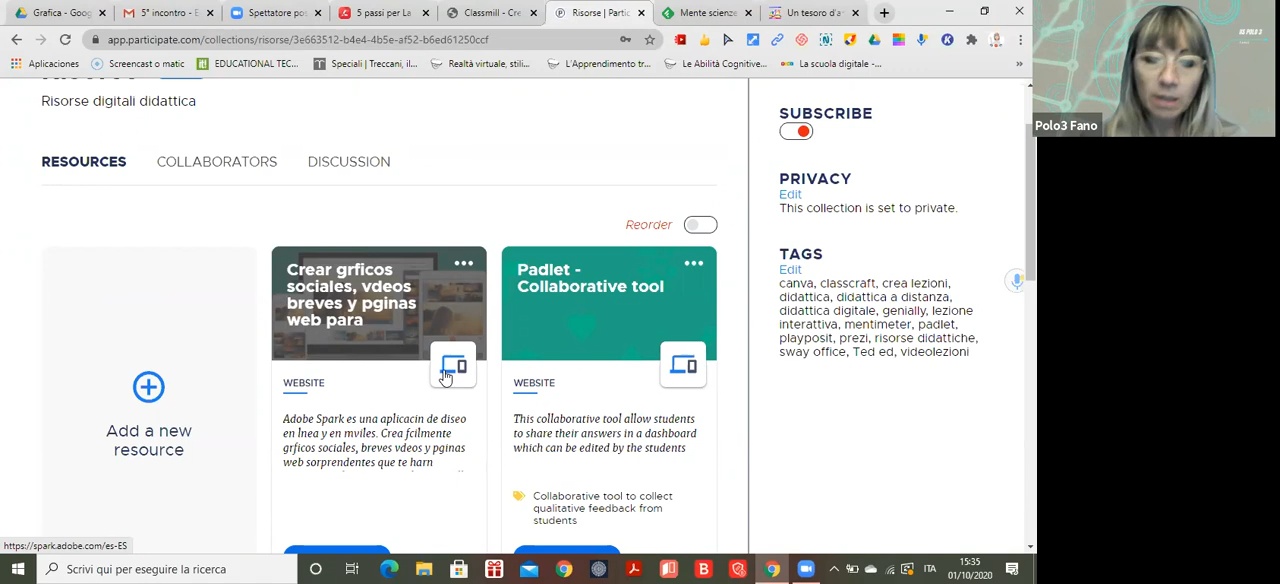 Grafica - Goog
5° incontro - E
Spettatore pos
5 passi per La
Classmill - Cre
Risorse | Partic
Mente scienze
Un tesoro d'a
app.participate.com/collections/risorse/3e663512-b4e4-4b5e-af52-b6ed61250ccf
Applicazioni
Screencast o matic
EDUCATIONAL TEC...
Speciali | Treccani, il...
Realtà virtuale, stili...
L'Apprendimento tr...
Le Abilità Cognitive...
La scuola digitale -...
Risorse digitali didattica
RESOURCES COLLABORATORS DISCUSSION
Reorder
Add a new
resource
Crear grficos
sociales, vdeos
breves y pginas
web para
WEBSITE
Adobe Spark es una aplicacin de diseo
en lnea y en mviles. Crea fcilmente
grficos sociales, breves vdeos y pginas
web sorprendentes que te harn
Padlet -
Collaborative tool
WEBSITE
This collaborative tool allow students
to share their answers in a dashboard
which can be edited by the students
Collaborative tool to collect
qualitative feedback from
students
SUBSCRIBE
PRIVACY
Edit
This collection is set to private.
TAGS
Edit
canva, classcraft, crea lezioni,
didattica, didattica a distanza,
didattica digitale, genially, lezione
interattiva, mentimeter, padlet,
playposit, prezi, risorse didattiche,
sway office, Ted ed, videolezioni
https://spark.adobe.com/es-ES
Scrivi qui per eseguire la ricerca
ITA
15:35
01/10/2020
Polo3 Fano